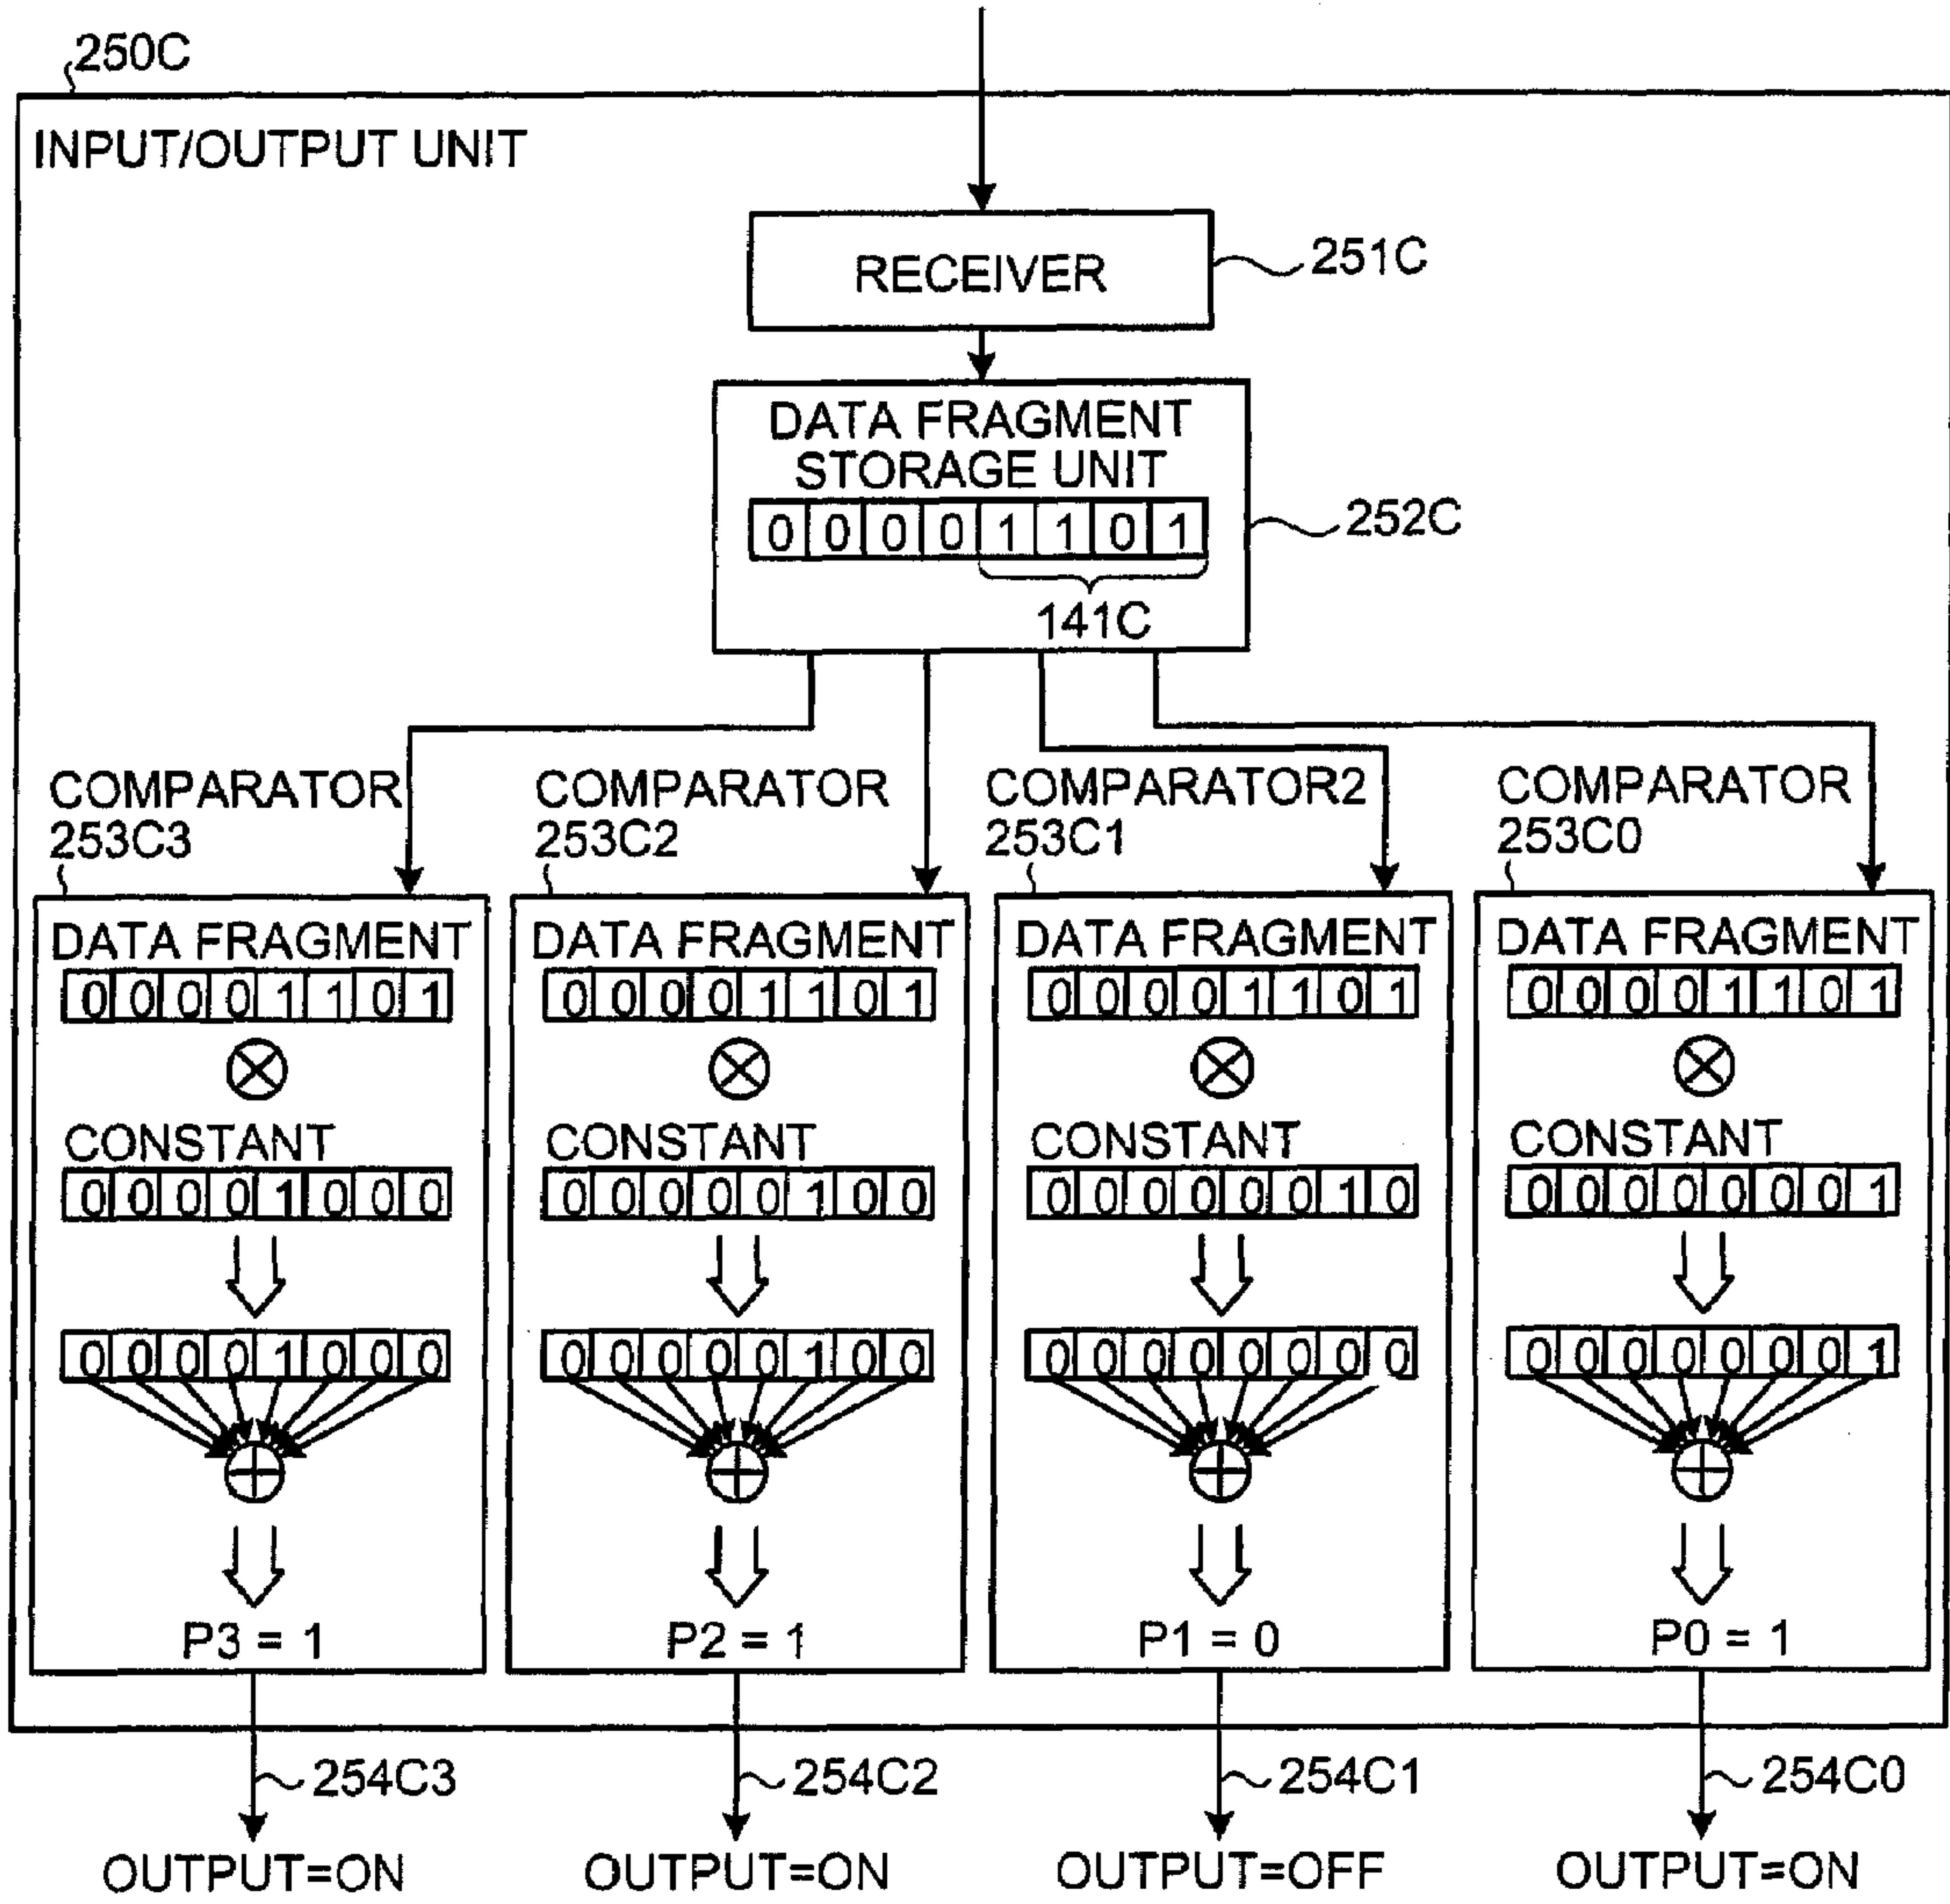 250C
INPUT/OUTPUT UNIT
RECEIVER
251C
DATA FRAGMENT
STORAGE UNIT
0 0 0 0 1 1 0 1
252C
141C
COMPARATOR
253C3
COMPARATOR
253C2
COMPARATOR2
253C1
COMPARATOR
253C0
DATA FRAGMENT
0 0 0 0 1 1 0 1
CONSTANT
0 0 0 0 1 0 0 0
0 0 0 0 1 0 0 0
P3 = 1
DATA FRAGMENT
0 0 0 0 1 1 0 1
CONSTANT
0 0 0 0 0 1 0 0
0 0 0 0 0 1 0 0
P2 = 1
DATA FRAGMENT
0 0 0 0 1 1 0 1
CONSTANT
0 0 0 0 0 0 1 0
0 0 0 0 0 0 0 0
P1 = 0
DATA FRAGMENT
0 0 0 0 1 1 0 1
CONSTANT
0 0 0 0 0 0 0 1
0 0 0 0 0 0 0 1
P0 = 1
254C3
254C2
254C1
254C0
OUTPUT=ON
OUTPUT=ON
OUTPUT=OFF
OUTPUT=ON